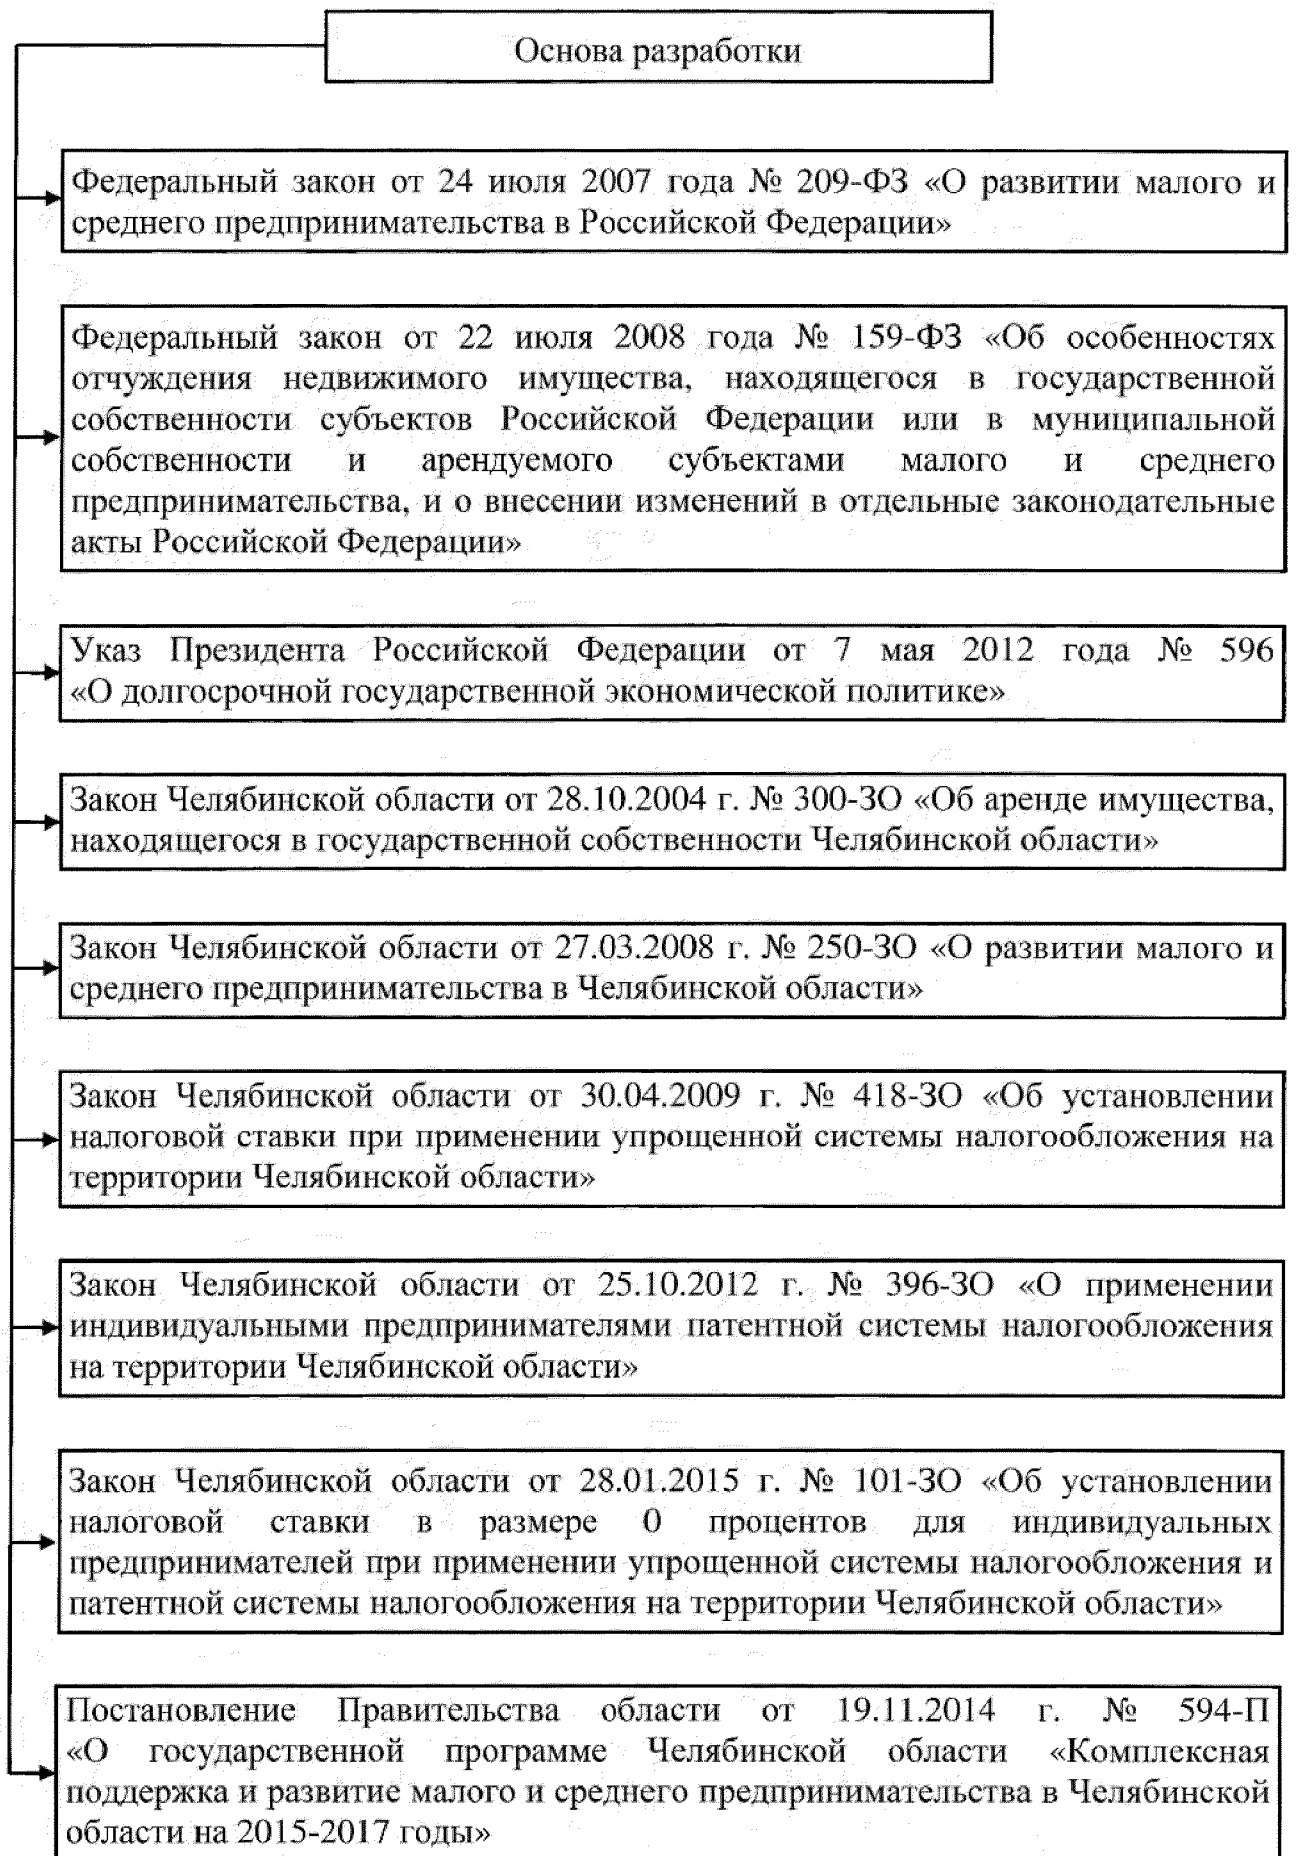 Основа разработки
Федеральный закон от 24 июля 2007 года № 209-ФЗ «О развитии малого и
среднего предпринимательства в Российской Федерации»
Федеральный закон от 22 июля 2008 года № 159-ФЗ «Об особенностях
отчуждения недвижимого имущества, находящегося в государственной
собственности субъектов Российской Федерации или в муниципальной
собственности и арендуемого субъектами малого и среднего
предпринимательства, и о внесении изменений в отдельные законодательные
акты Российской Федерации»
Указ Президента Российской Федерации от 7 мая 2012 года № 596
«О долгосрочной государственной экономической политике»
Закон Челябинской области от 28.10.2004 г. № 300-ЗО «Об аренде имущества,
находящегося в государственной собственности Челябинской области»
Закон Челябинской области от 27.03.2008 г. № 250-ЗО «О развитии малого и
среднего предпринимательства в Челябинской области»
Закон Челябинской области от 30.04.2009 г. № 418-ЗО «Об установлении
налоговой ставки при применении упрощенной системы налогообложения на
территории Челябинской области»
Закон Челябинской области от 25.10.2012 г. № 396-ЗО «О применении
индивидуальными предпринимателями патентной системы налогообложения
на территории Челябинской области»
Закон Челябинской области от 28.01.2015 г. № 101-ЗО «Об установлении
налоговой ставки в размере 0 процентов для индивидуальных
предпринимателей при применении упрощенной системы налогообложения и
патентной системы налогообложения на территории Челябинской области»
Постановление Правительства области от 19.11.2014 г. № 594-П
«О государственной программе Челябинской области «Комплексная
поддержка и развитие малого и среднего предпринимательства в Челябинской
области на 2015-2017 годы»